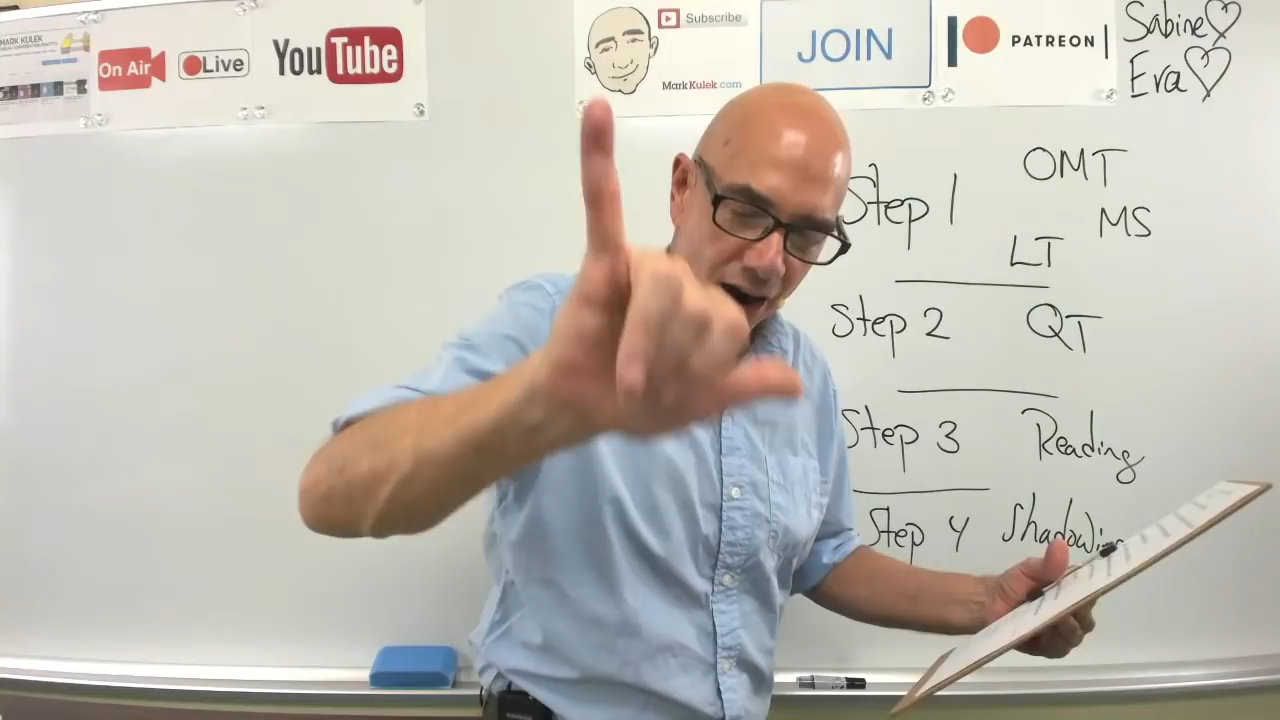 MARK KULEK
On Air
Live
YouTube
Subscribe
MarkKulek.com
JOIN
PATREON
Sabine♡
Eva♡
Step 1
OMT
MS
LT
Step 2
QT
Step 3
Reading
Step 4